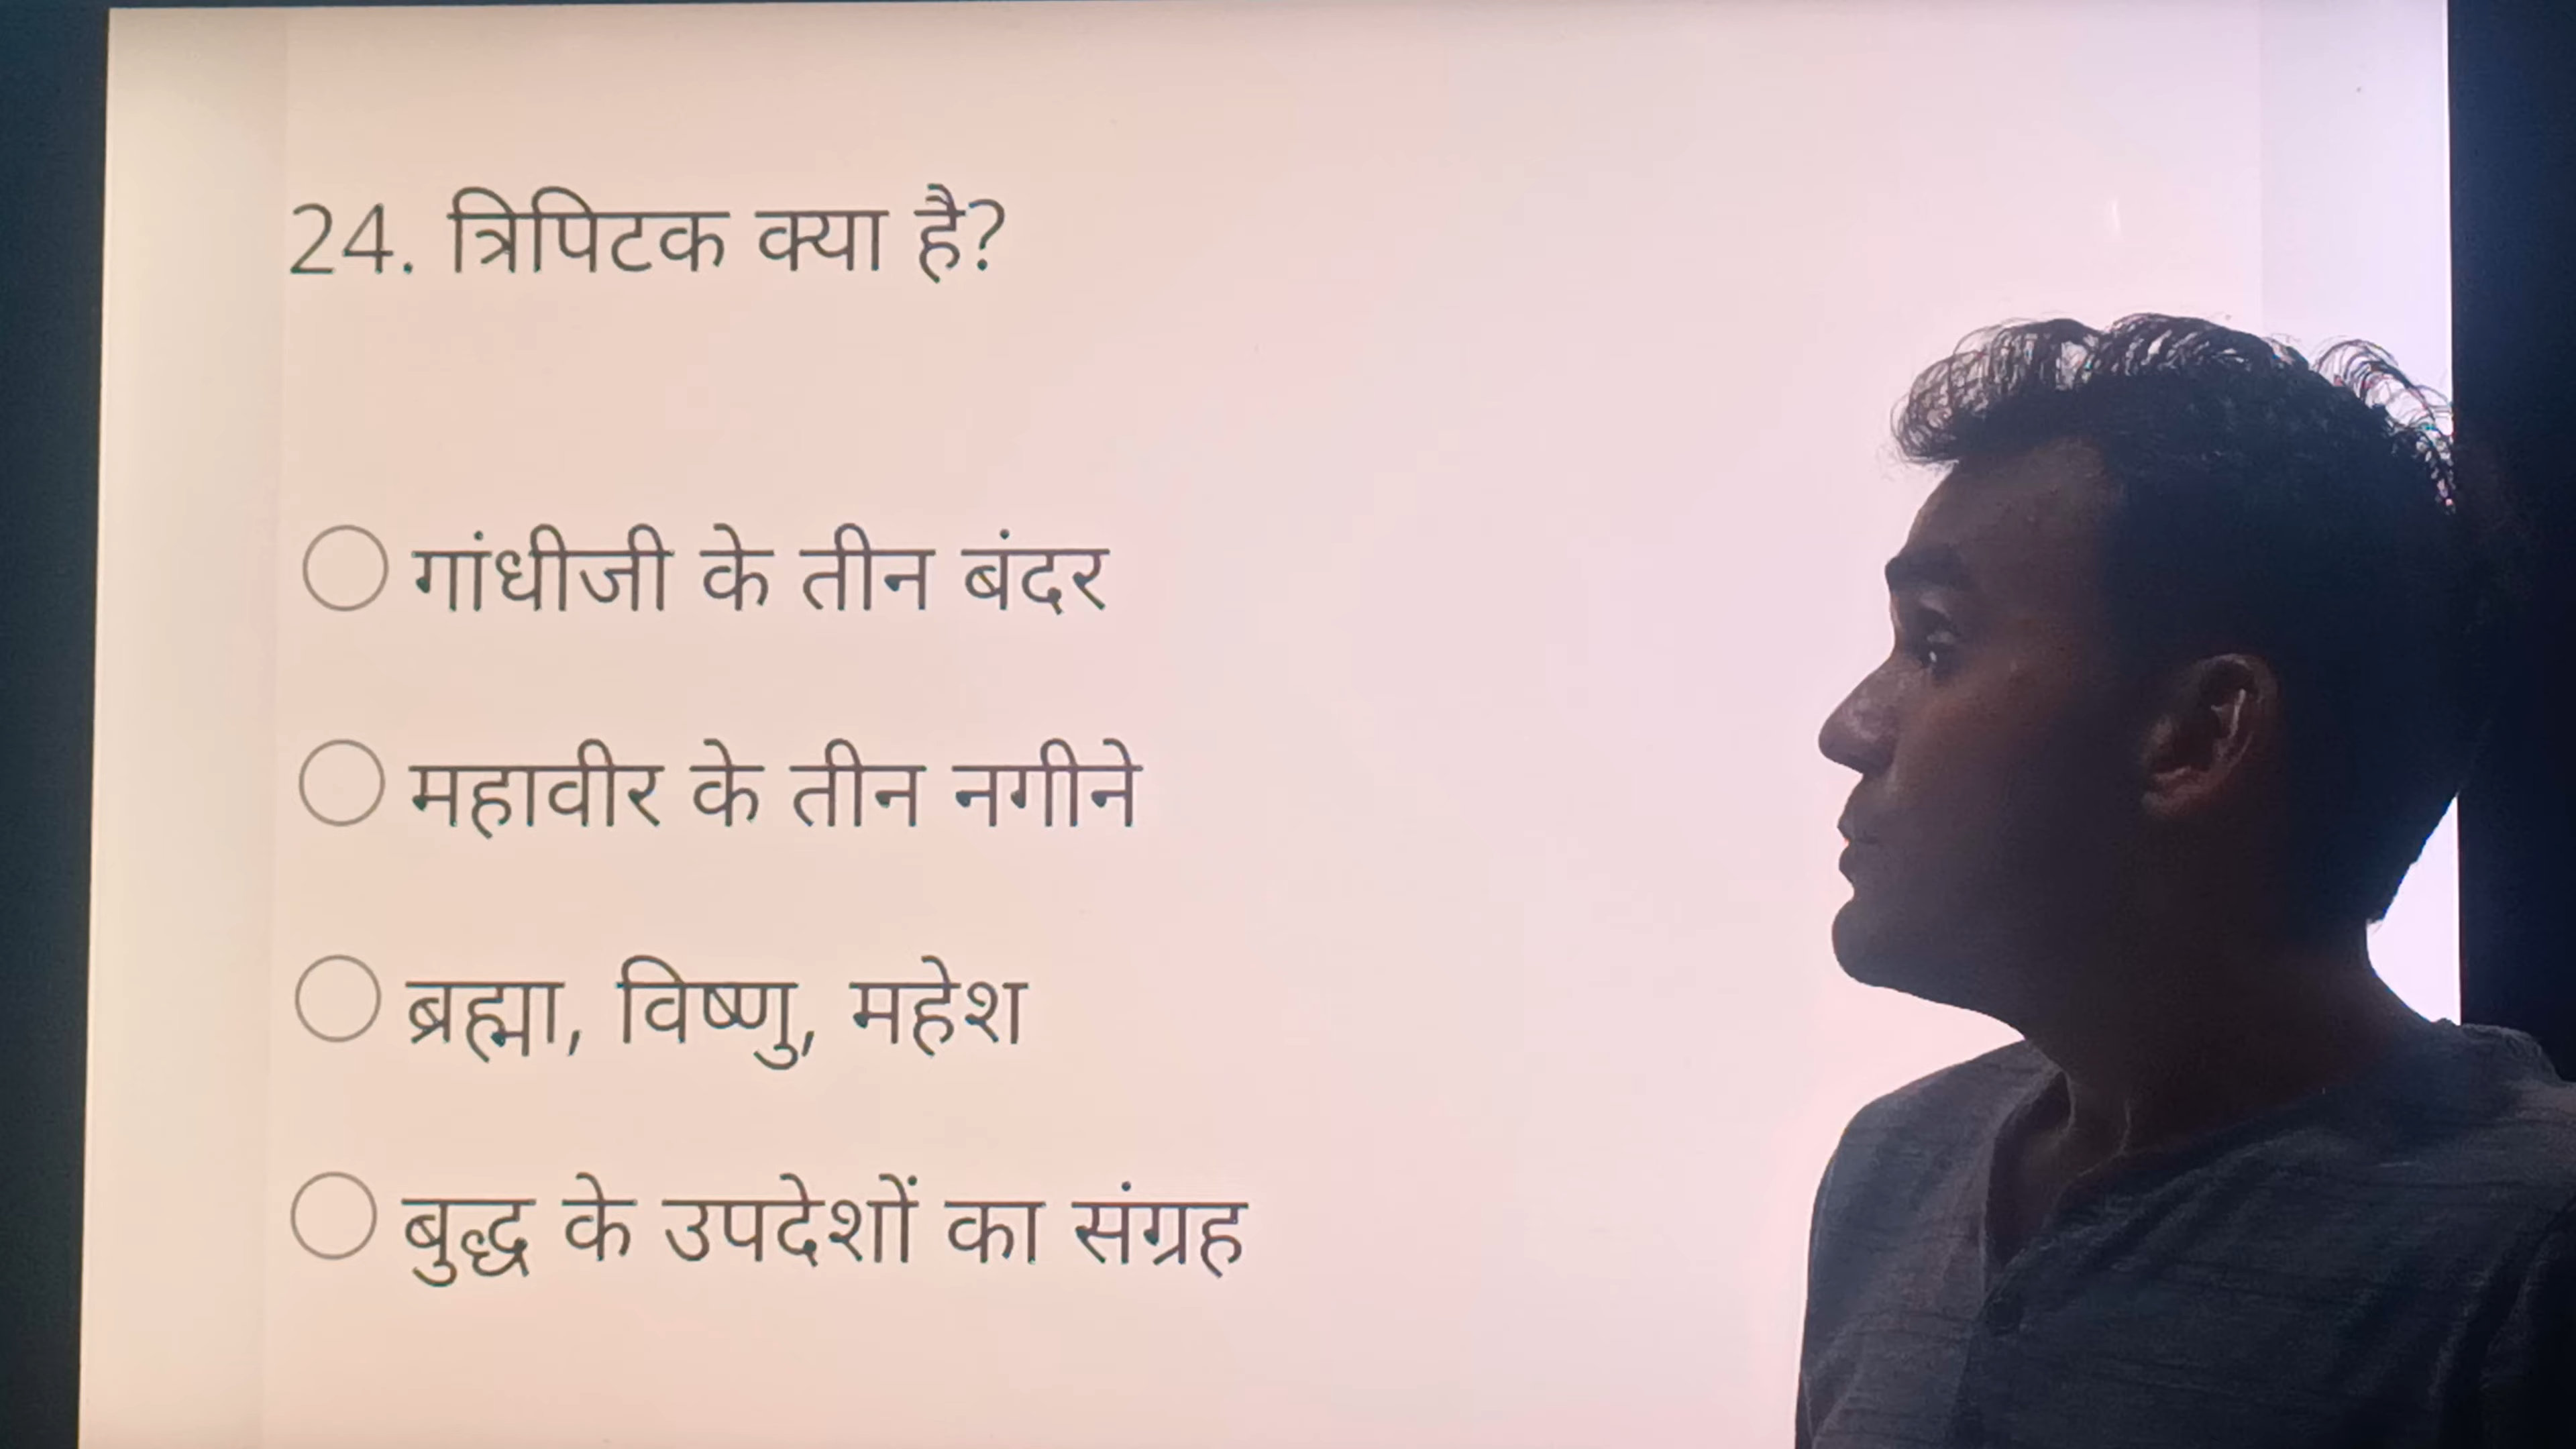 24. त्रिपिटक क्या है?
गांधीजी के तीन बंदर
महावीर के तीन नगीने
ब्रह्मा, विष्णु, महेश
बुद्ध के उपदेशों का संग्रह